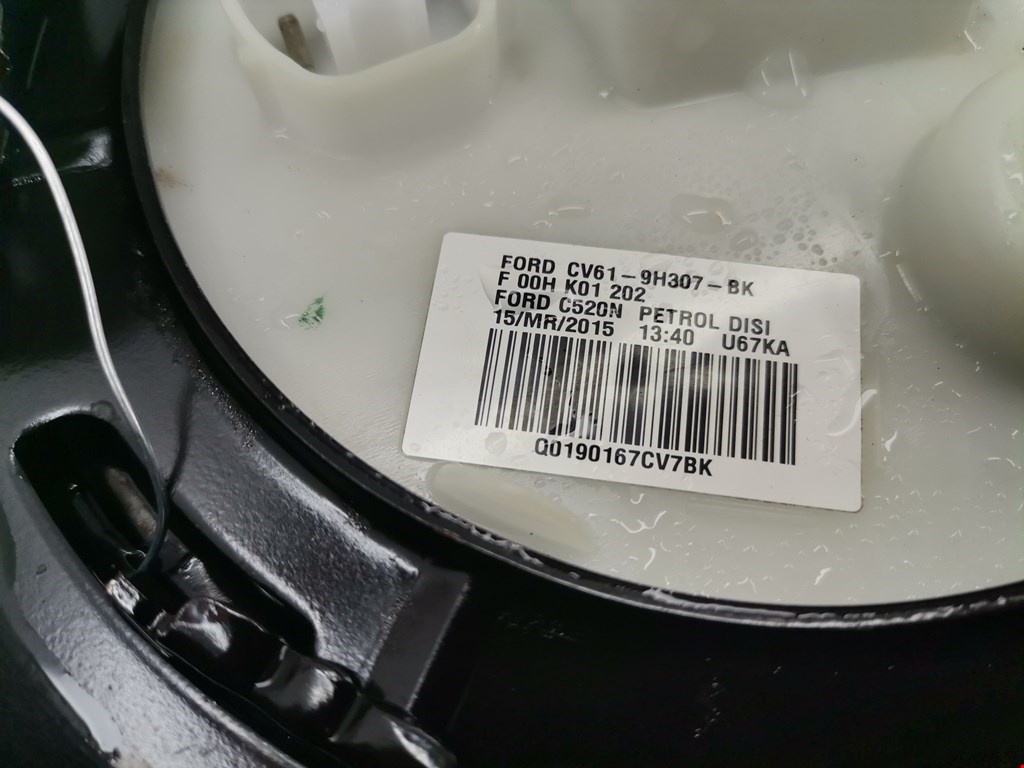 FORD CV61-9H307-BK
F 00H K01 202
FORD C520N PETROL DISI
15/MR/2015 13:40 U67KA
Q0190167CV7BK